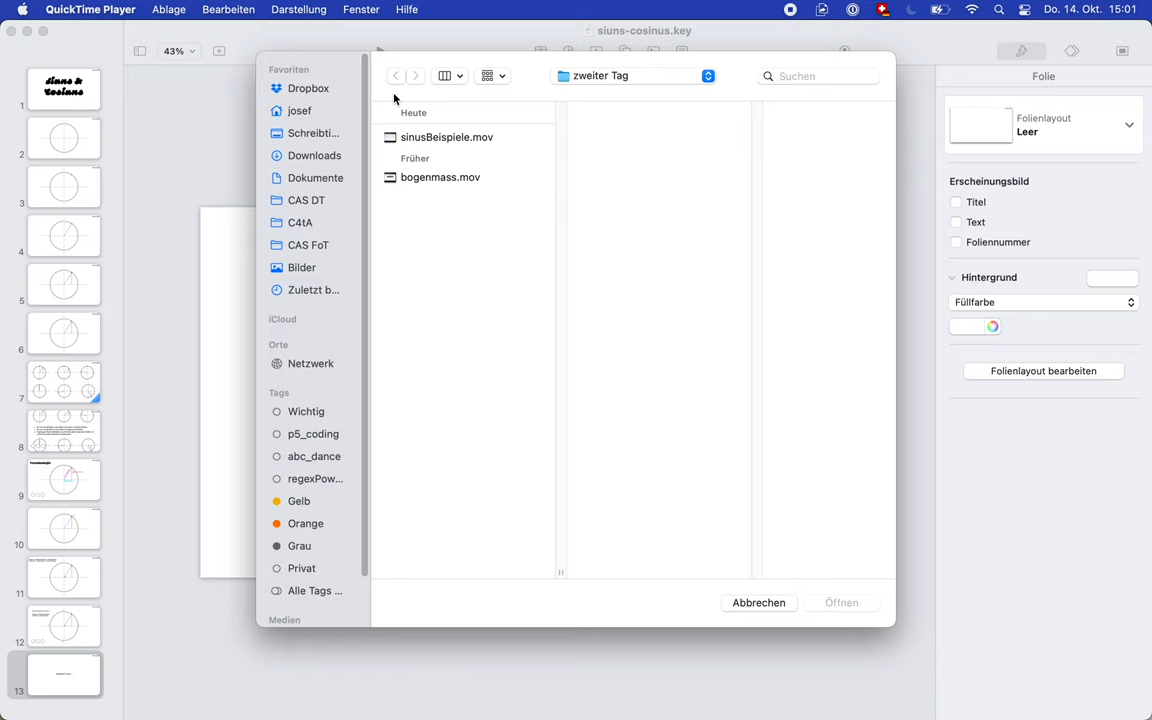 QuickTime Player Ablage Bearbeiten Darstellung Fenster Hilfe Do. 14. Okt. 15:01
siuns-cosinus.key
43%
Favoriten
Dropbox
josef
Schreibti...
Downloads
Dokumente
CAS DT
C4tA
CAS FoT
Bilder
Zuletzt b...
iCloud
Orte
Netzwerk
Tags
Wichtig
p5_coding
abc_dance
regexPow...
Gelb
Orange
Grau
Privat
Alle Tags ...
Medien
zweiter Tag
Suchen
Heute
sinusBeispiele.mov
Früher
bogenmass.mov
Abbrechen Öffnen
Folie
Folienlayout
Leer
Erscheinungsbild
Titel
Text
Foliennummer
Hintergrund
Füllfarbe
Folienlayout bearbeiten
1
2
3
4
5
6
7
8
9
10
11
12
13